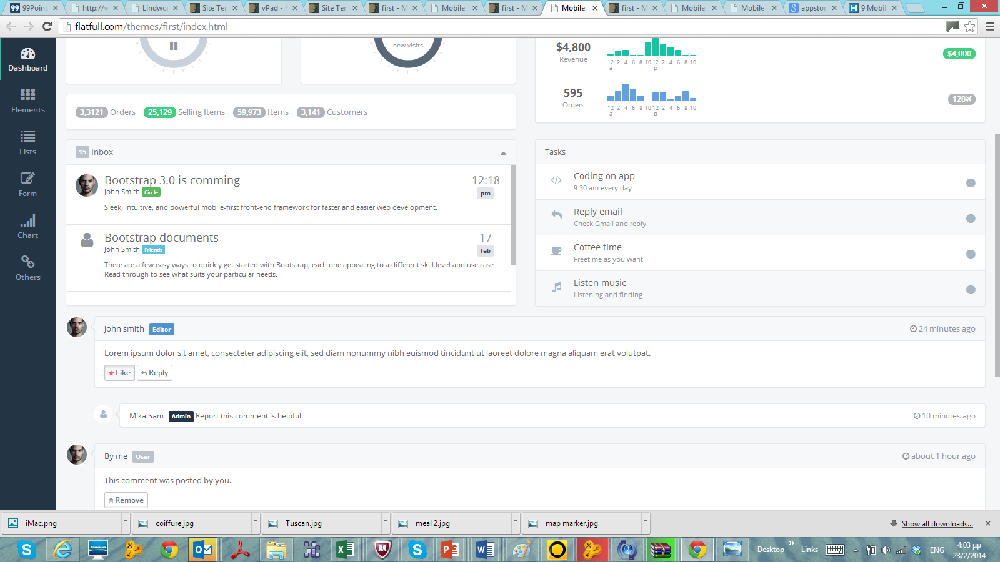 99Point
http://w
Lindwo
Site Ter
vPad -
Site Ten
first - M
Mobile
first - M
Mobile
first - M
Mobile
Mobile
appstor
9 Mobil
flatfull.com/themes/first/index.html
Dashboard
Elements
Lists
Form
Chart
Others
new visits
$4,800
Revenue
12 a 2 4 6 8 10 12 p 2 4 6 8 10
$4,000
595
Orders
12 a 2 4 6 8 10 12 p 2 4 6 8 10
120
3,3121 Orders 25,129 Selling Items 59,973 Items 3,141 Customers
15 Inbox
Bootstrap 3.0 is comming
12:18
John Smith Circle
pm
Sleek, intuitive, and powerful mobile-first front-end framework for faster and easier web development.
Bootstrap documents
17
John Smith Friends
feb
There are a few easy ways to quickly get started with Bootstrap, each one appealing to a different skill level and use case.
Read through to see what suits your particular needs.
Tasks
Coding on app
9:30 am every day
Reply email
Check Gmail and reply
Coffee time
Freetime as you want
Listen music
Listening and finding
John smith Editor
24 minutes ago
Lorem ipsum dolor sit amet, consecteter adipiscing elit, sed diam nonummy nibh euismod tincidunt ut laoreet dolore magna aliquam erat volutpat.
Like Reply
Mika Sam Admin Report this comment is helpful
10 minutes ago
By me User
about 1 hour ago
This comment was posted by you.
Remove
iMac.png
coiffure.jpg
Tuscan.jpg
meal 2.jpg
map marker.jpg
Show all downloads...
Desktop
Links
ENG
4:03 μμ
23/2/2014